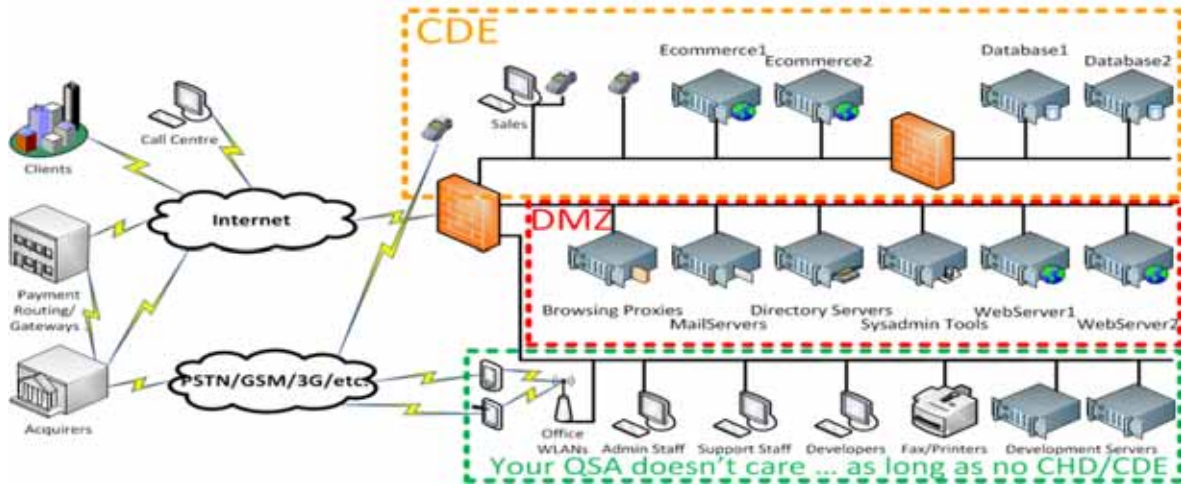 CDE
Ecommerce1
Ecommerce2
Database1
Database2
Sales
Call Centre
Clients
Internet
DMZ
Browsing Proxies
MailServers
Directory Servers
Sysadmin Tools
WebServer1
WebServer2
Payment
Routing/
Gateways
PSTN/GSM/3G/etc.
Acquirers
Office
WLANs
Admin Staff
Support Staff
Developers
Fax/Printers
Development Servers
Your QSA doesn't care ... as long as no CHD/CDE